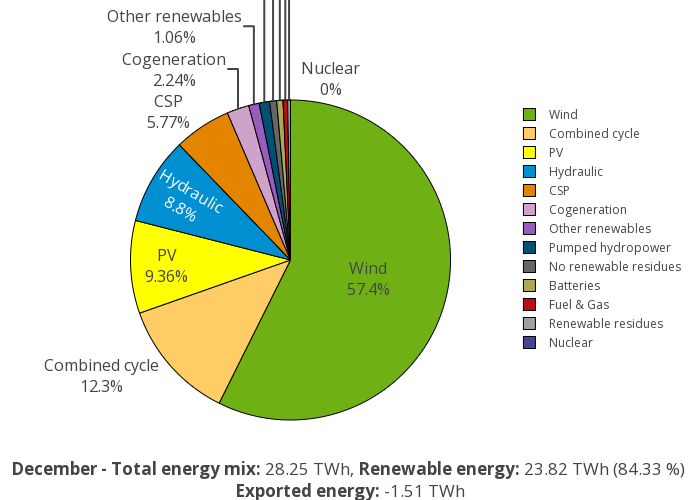 Other renewables
1.06%
Cogeneration
2.24%
CSP
5.77%
Nuclear
0%
Hydraulic
8.8%
PV
9.36%
Wind
57.4%
Combined cycle
12.3%
Wind
Combined cycle
PV
Hydraulic
CSP
Cogeneration
Other renewables
Pumped hydropower
No renewable residues
Batteries
Fuel & Gas
Renewable residues
Nuclear
December - Total energy mix: 28.25 TWh, Renewable energy: 23.82 TWh (84.33 %)
Exported energy: -1.51 TWh